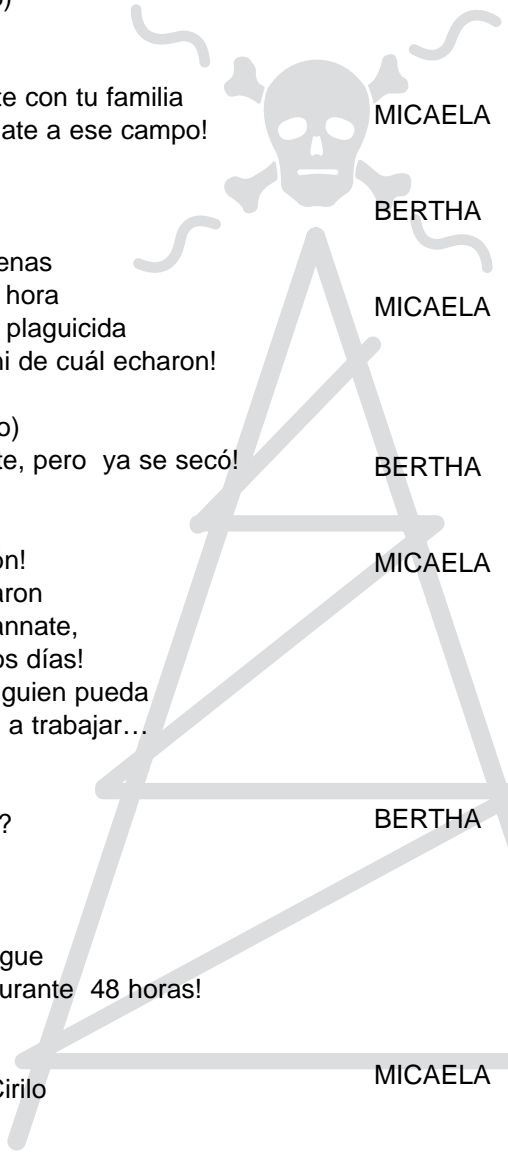 o)
te con tu familia
ate a ese campo!
enas
hora
plaguicida
ni de cuál echaron!
o)
te, pero ya se secó!
on!
aron
annate,
os días!
guien pueda
a trabajar…
?
gue
urante 48 horas!
Cirilo
MICAELA
BERTHA
MICAELA
BERTHA
MICAELA
BERTHA
MICAELA